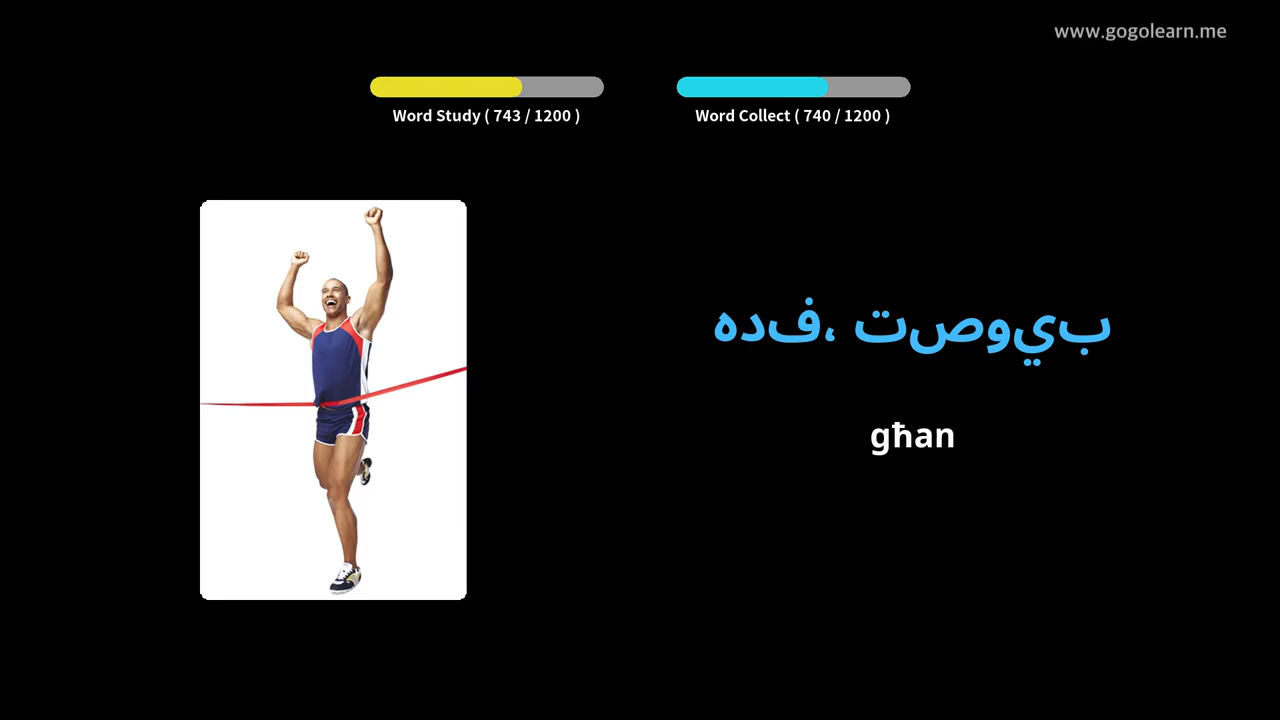 www.gogolearn.me
Word Study ( 743 / 1200 )
Word Collect ( 740 / 1200 )
هدف، تصويب
għan